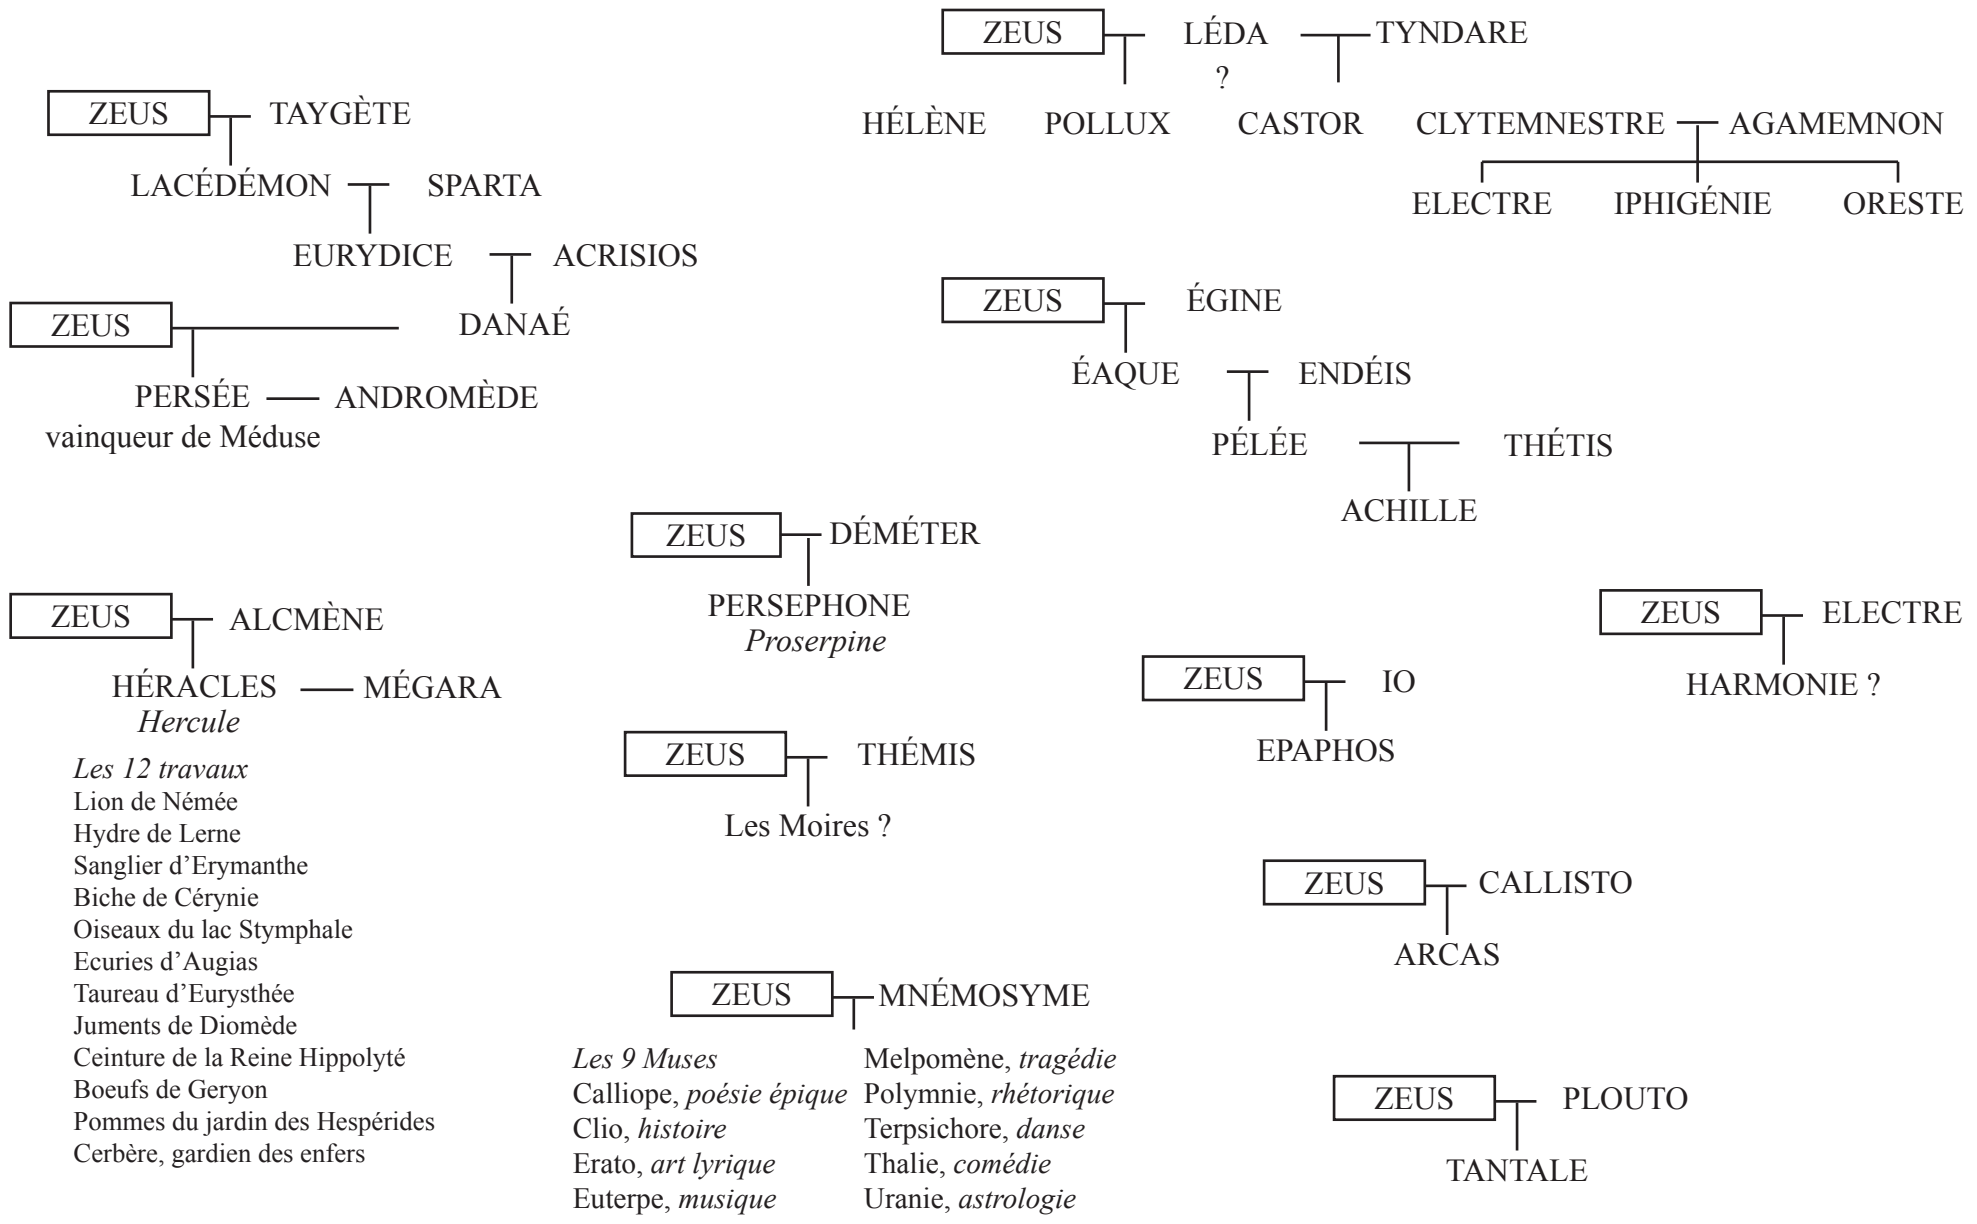 ZEUS LÉDA TYNDARE
?
HÉLÈNE POLLUX CASTOR CLYTEMNESTRE AGAMEMNON
ELECTRE IPHIGÉNIE ORESTE
ZEUS TAYGÈTE
LACÉDÉMON SPARTA
EURYDICE ACRISIOS
ZEUS DANAÉ
PERSÉE ANDROMÈDE
vainqueur de Méduse
ZEUS ÉGINE
ÉAQUE ENDÉIS
PÉLÉE THÉTIS
ACHILLE
ZEUS DÉMÉTER
PERSEPHONE
Proserpine
ZEUS ALCMÈNE
HÉRACLES MÉGARA
Hercule
Les 12 travaux
Lion de Némée
Hydre de Lerne
Sanglier d’Erymanthe
Biche de Cérynie
Oiseaux du lac Stymphale
Ecuries d’Augias
Taureau d’Eurysthée
Juments de Diomède
Ceinture de la Reine Hippolyté
Boeufs de Geryon
Pommes du jardin des Hespérides
Cerbère, gardien des enfers
ZEUS THÉMIS
Les Moires ?
ZEUS IO
EPAPHOS
ZEUS ELECTRE
HARMONIE ?
ZEUS CALLISTO
ARCAS
ZEUS MNÉMOSYME
Les 9 Muses
Calliope, poésie épique
Clio, histoire
Erato, art lyrique
Euterpe, musique
Melpomène, tragédie
Polymnie, rhétorique
Terpsichore, danse
Thalie, comédie
Uranie, astrologie
ZEUS PLOUTO
TANTALE